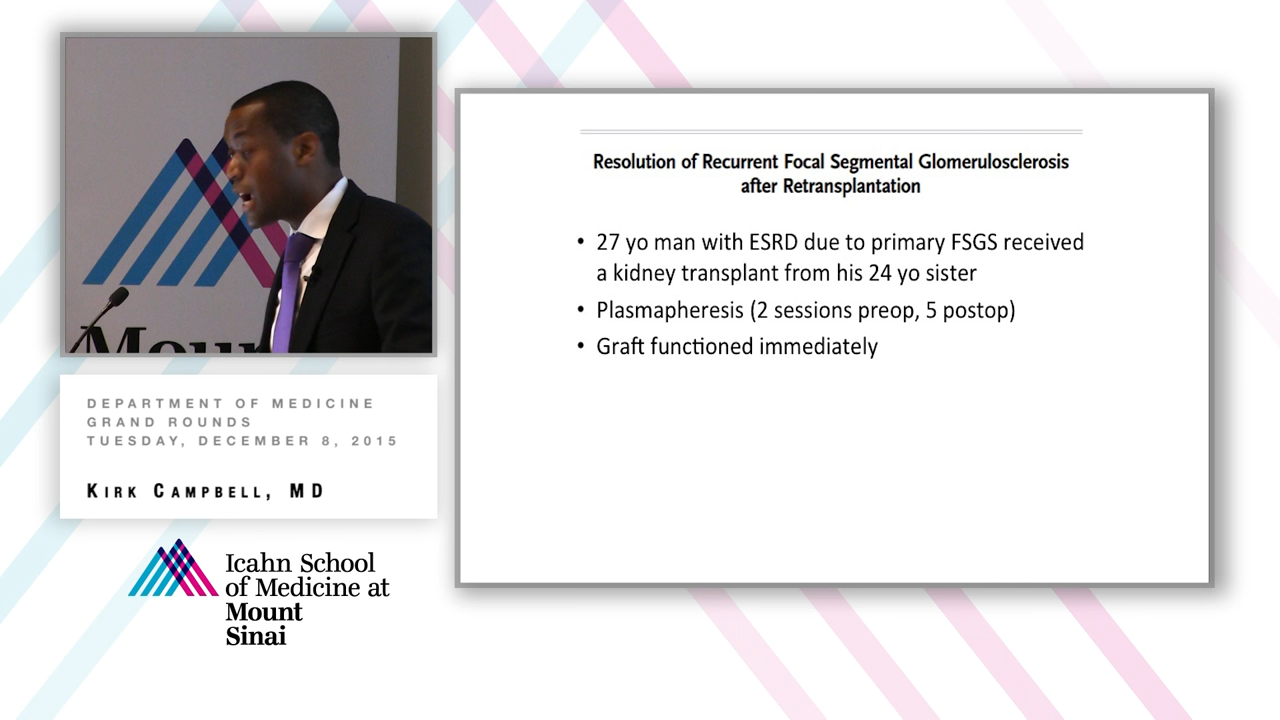 Moun
DEPARTMENT OF MEDICINE
GRAND ROUNDS
TUESDAY, DECEMBER 8, 2015
KIRK CAMPBELL, MD
Icahn School
of Medicine at
Mount
Sinai
Resolution of Recurrent Focal Segmental Glomerulosclerosis
after Retransplantation
• 27 yo man with ESRD due to primary FSGS received
a kidney transplant from his 24 yo sister
• Plasmapheresis (2 sessions preop, 5 postop)
• Graft functioned immediately